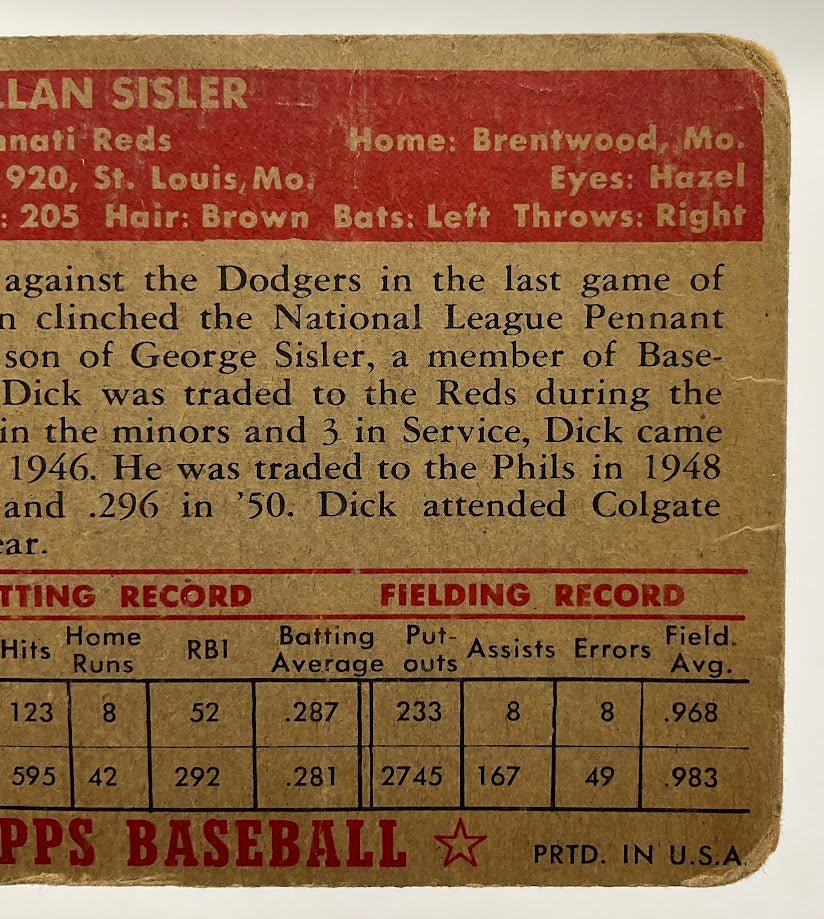 LLAN SISLER
nnati Reds Home: Brentwood, Mo.
920, St. Louis, Mo. Eyes: Hazel
: 205 Hair: Brown Bats: Left Throws: Right
against the Dodgers in the last game of
n clinched the National League Pennant
son of George Sisler, a member of Base-
Dick was traded to the Reds during the
in the minors and 3 in Service, Dick came
1946. He was traded to the Phils in 1948
and .296 in '50. Dick attended Colgate
ear.
TTING RECORD FIELDING RECORD
Hits Home Runs RBI Batting Average Put-outs Assists Errors Field. Avg.
123 8 52 .287 233 8 8 .968
595 42 292 .281 2745 167 49 .983
PPS BASEBALL PRTD. IN U.S.A.